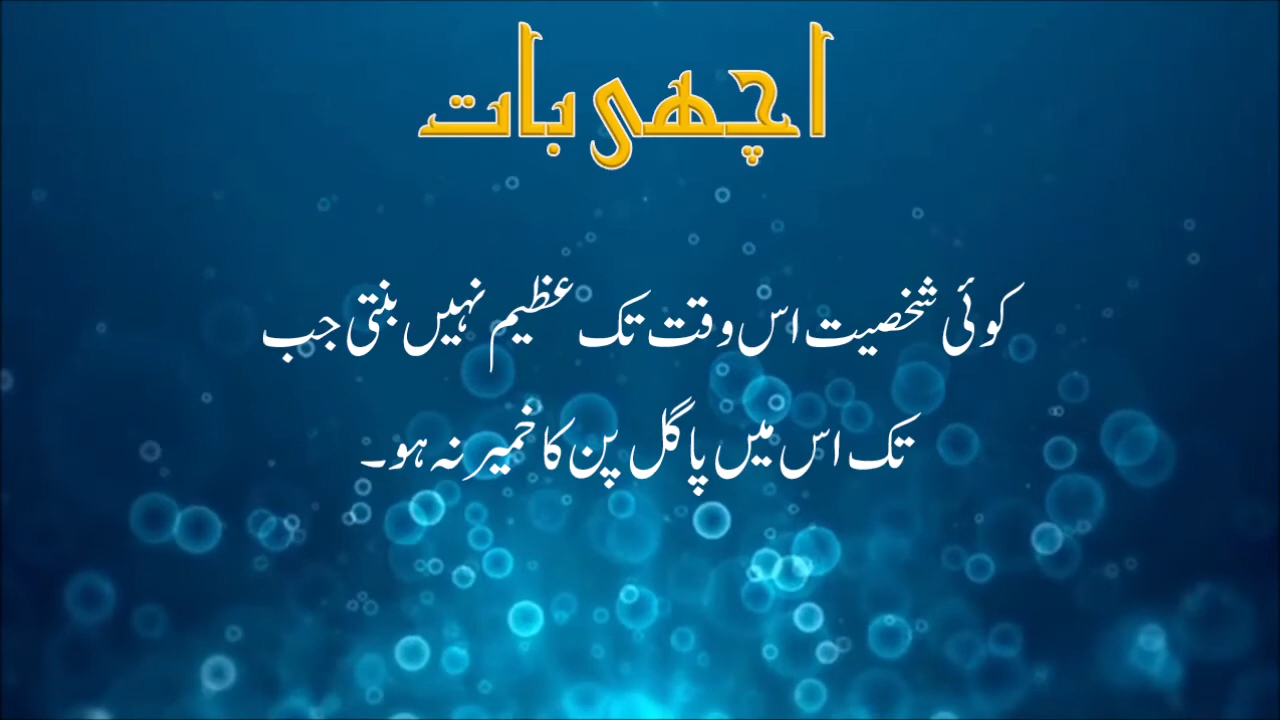 اچھی بات
کوئی شخصیت اس وقت تک عظیم نہیں بنتی جب
تک اس میں پاگل پن کا خمیر نہ ہو۔